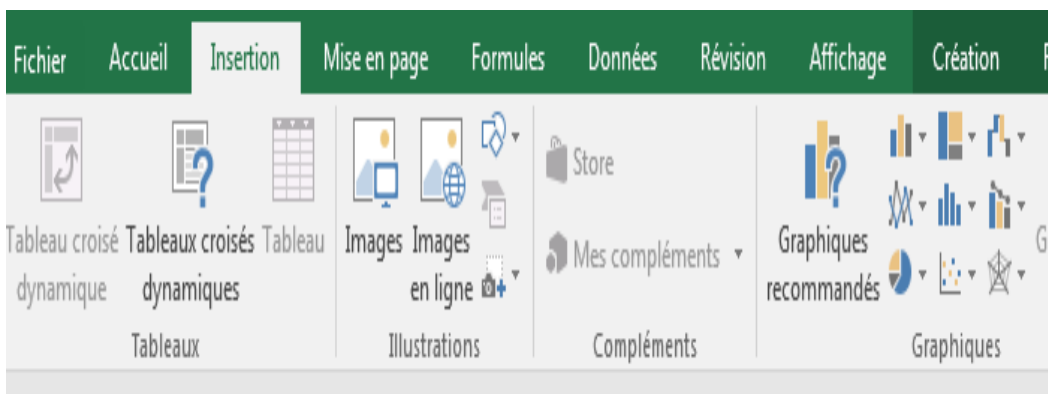 Fichier Accueil Insertion Mise en page Formules Données Révision Affichage Création
Tableau croisé dynamique
Tableaux croisés dynamiques
Tableau
Images
Images en ligne
Store
Mes compléments
Graphiques recommandés
Tableaux Illustrations Compléments Graphiques